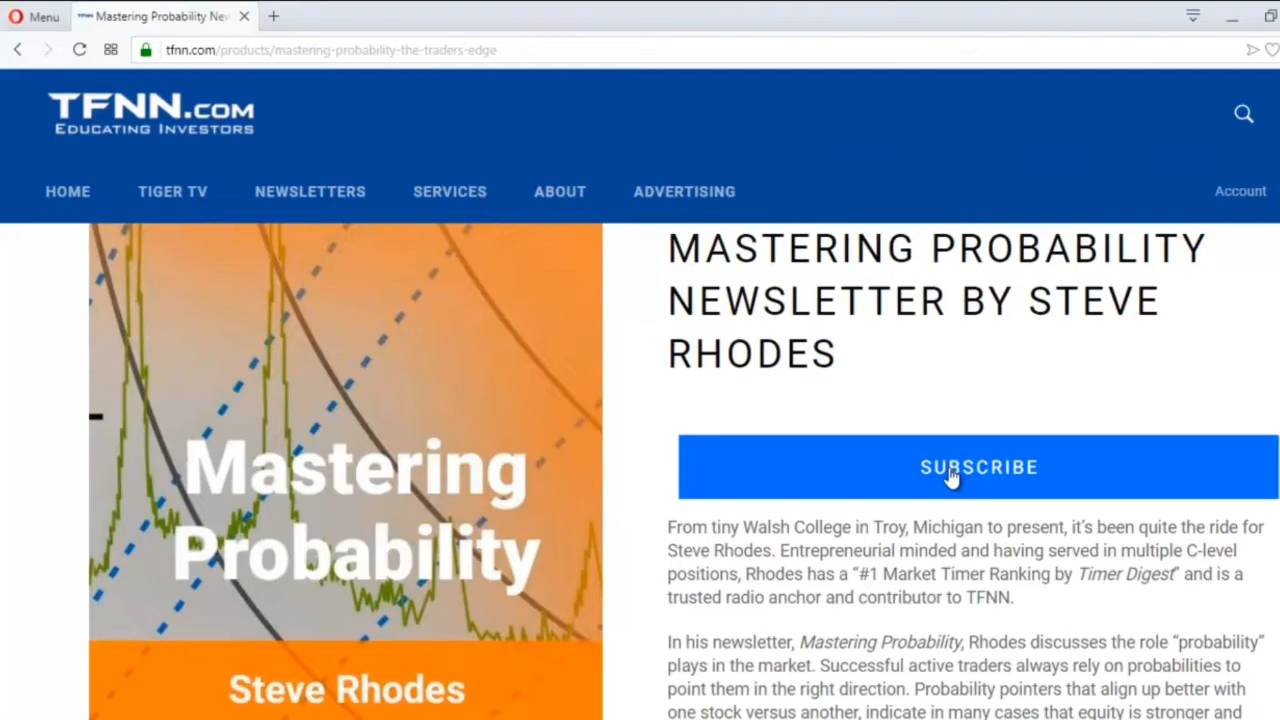 Menu
Mastering Probability New
tfnn.com/products/mastering-probability-the-traders-edge
TFNN.COM
EDUCATING INVESTORS
HOME TIGER TV NEWSLETTERS SERVICES ABOUT ADVERTISING Account
Mastering
Probability
Steve Rhodes
MASTERING PROBABILITY
NEWSLETTER BY STEVE
RHODES
SUBSCRIBE
From tiny Walsh College in Troy, Michigan to present, it’s been quite the ride for
Steve Rhodes. Entrepreneurial minded and having served in multiple C-level
positions, Rhodes has a “#1 Market Timer Ranking by Timer Digest” and is a
trusted radio anchor and contributor to TFNN.
In his newsletter, Mastering Probability, Rhodes discusses the role “probability”
plays in the market. Successful active traders always rely on probabilities to
point them in the right direction. Probability pointers that align up better with
one stock versus another, indicate in many cases that equity is stronger and